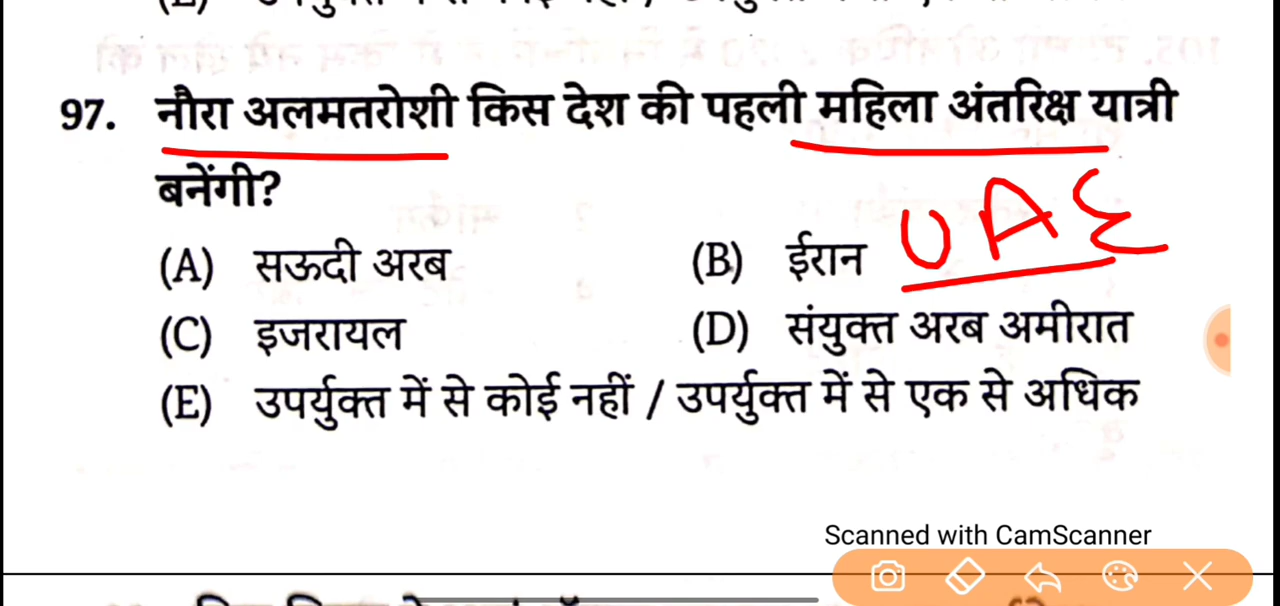 97. नौरा अलमतरोशी किस देश की पहली महिला अंतरिक्ष यात्री
बनेंगी?
(A) सऊदी अरब
(B) ईरान
UAE
(C) इजरायल
(D) संयुक्त अरब अमीरात
(E) उपर्युक्त में से कोई नहीं / उपर्युक्त में से एक से अधिक
Scanned with CamScanner